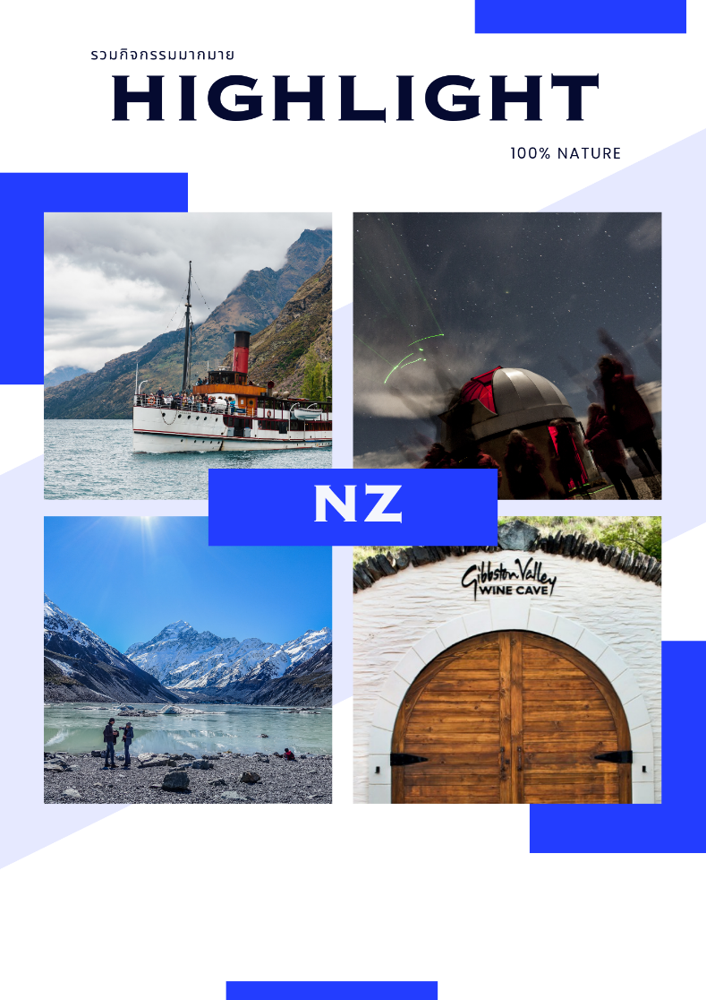 รวมกิจกรรมมากมาย
HIGHLIGHT
100% NATURE
NZ
Gibbston Valley
WINE CAVE